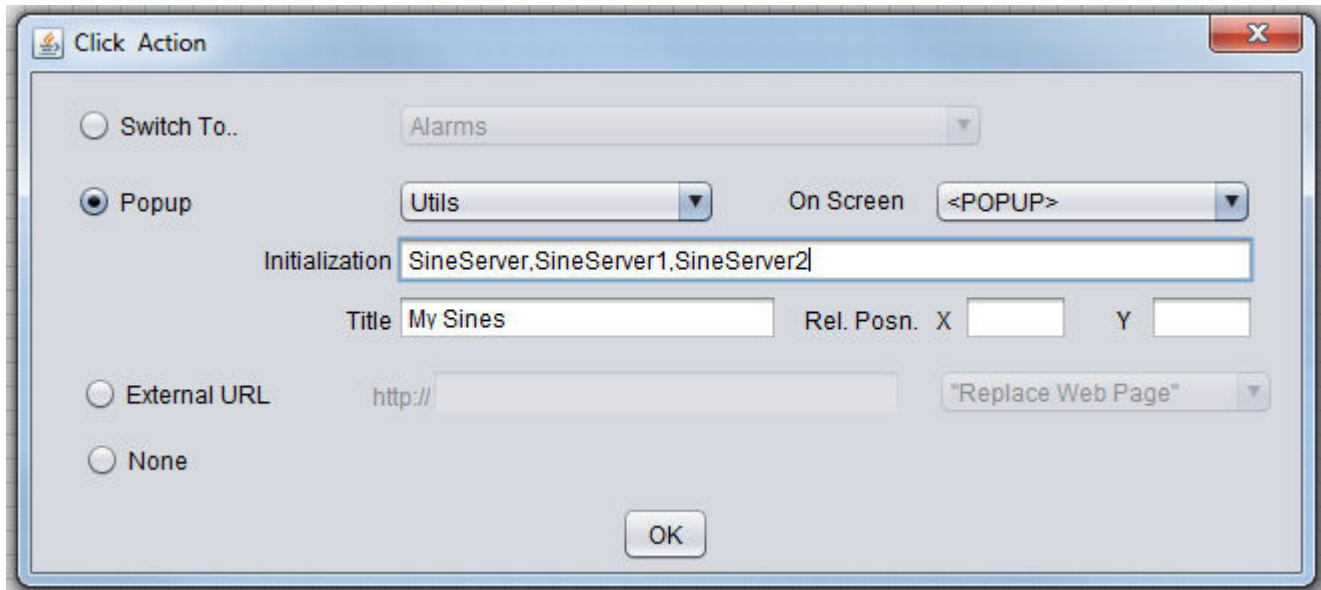 Click Action
Switch To.. Alarms
Popup Utils On Screen <POPUP>
Initialization SineServer,SineServer1,SineServer2
Title My Sines Rel. Posn. X Y
External URL http:// "Replace Web Page"
None
OK